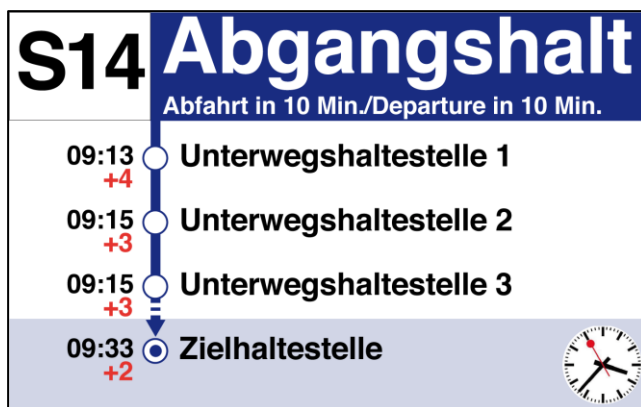 S14
Abgangshalt
Abfahrt in 10 Min./Departure in 10 Min.
09:13 Unterwegshaltestelle 1
+4
09:15 Unterwegshaltestelle 2
+3
09:15 Unterwegshaltestelle 3
+3
09:33 Zielhaltestelle
+2